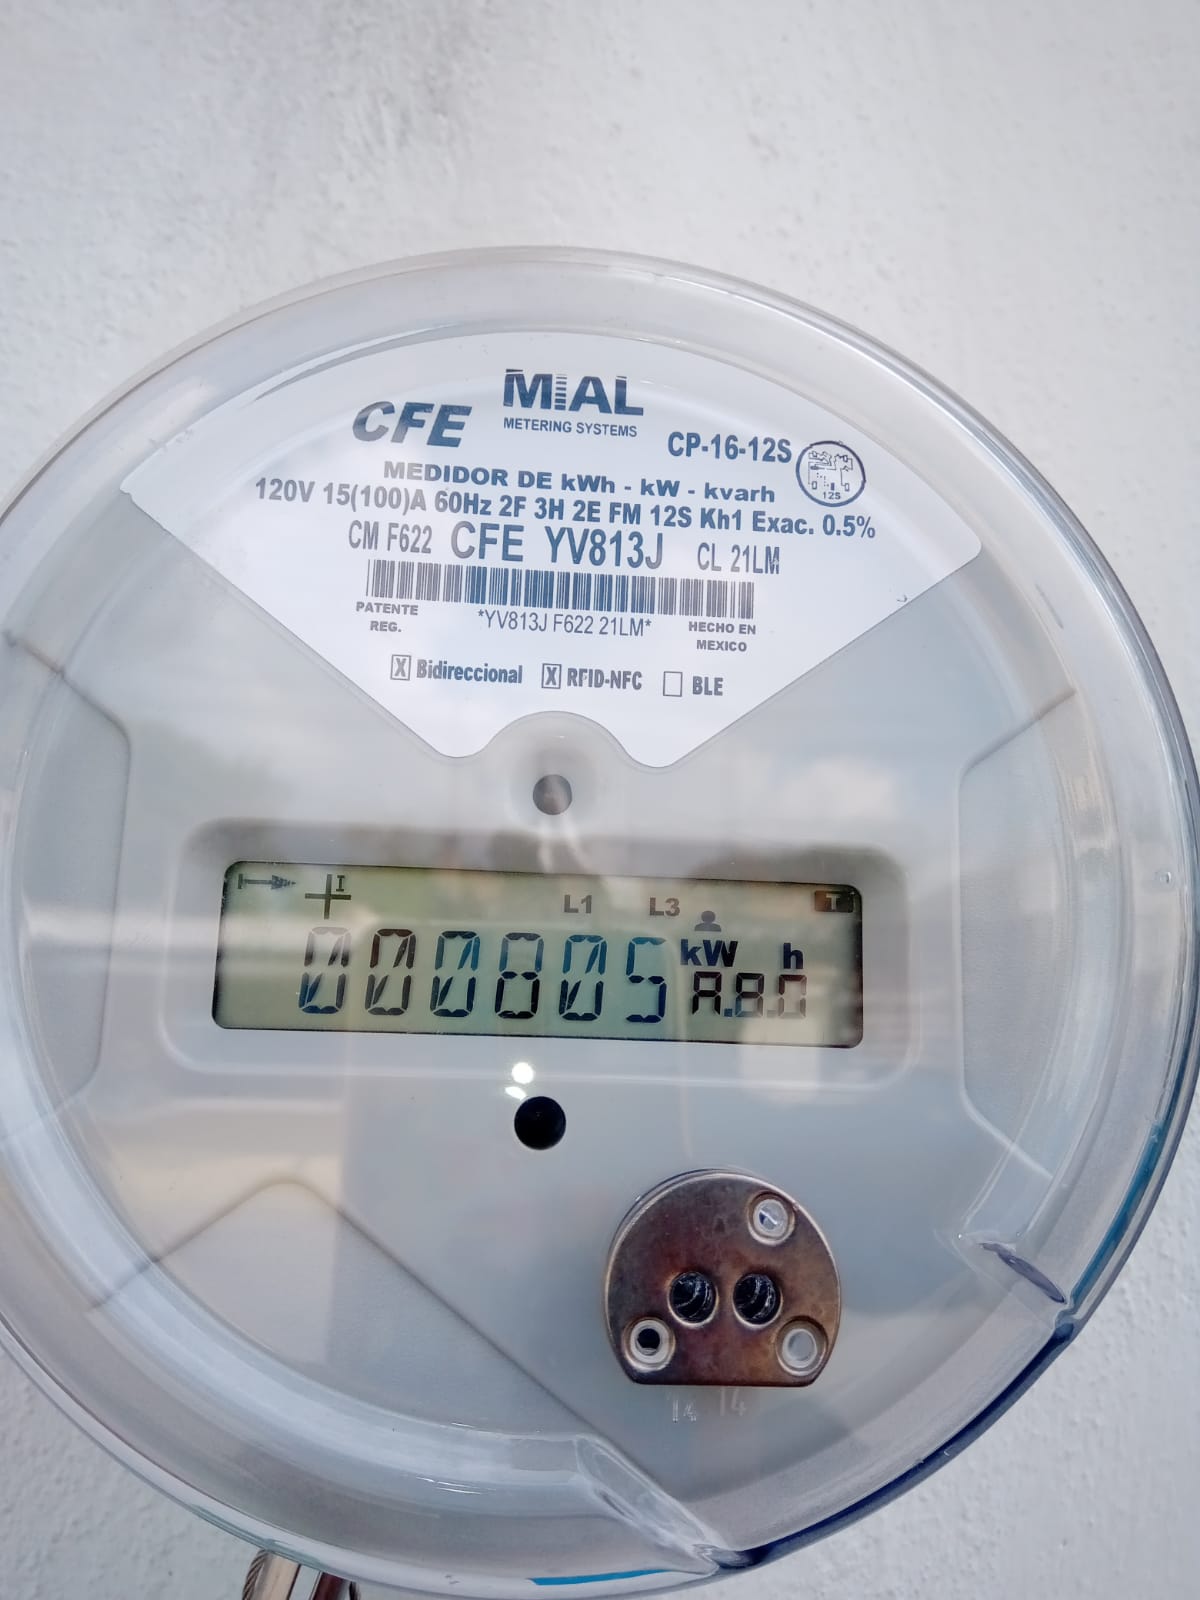 MIAL
METERING SYSTEMS
CFE
CP-16-12S
12S
MEDIDOR DE kWh - kW - kvarh
120V 15(100)A 60Hz 2F 3H 2E FM 12S Kh1 Exac. 0.5%
CM F622 CFE YV813J CL 21LM
*YV813J F622 21LM*
PATENTE
REG.
HECHO EN
MEXICO
X Bidireccional X RFID-NFC BLE
I L1 L3 T
000805 kW h
A.8.0
14 14